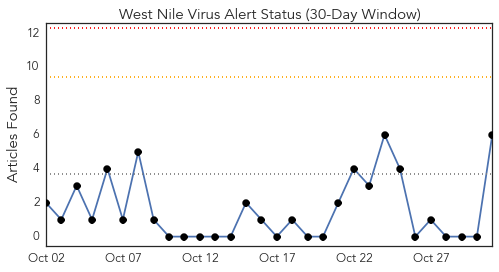 West Nile Virus Alert Status (30-Day Window)
Articles Found
12
10
8
6
4
2
0
Oct 02
Oct 07
Oct 12
Oct 17
Oct 22
Oct 27